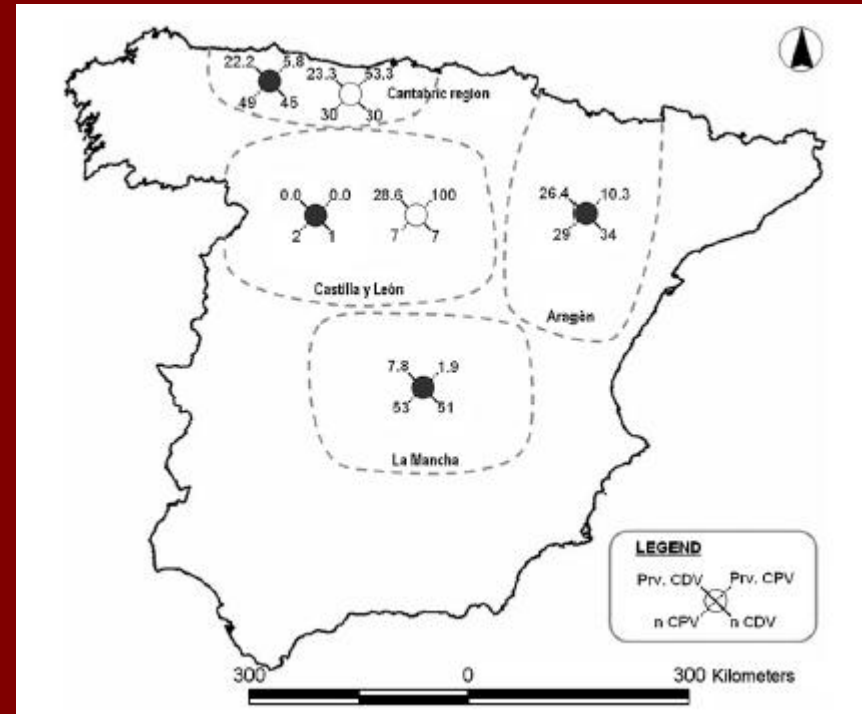 22.2 5.8
23.3 53.3
Cantabric region
49 45
30 30
0.0 0.0 28.6 100
2 1 7 7
Castilla y León
26.4 10.3
29 34
Aragón
7.8 1.9
53 51
La Mancha
LEGEND
Prv. CDV Prv. CPV
n CPV n CDV
300 0 300 Kilometers